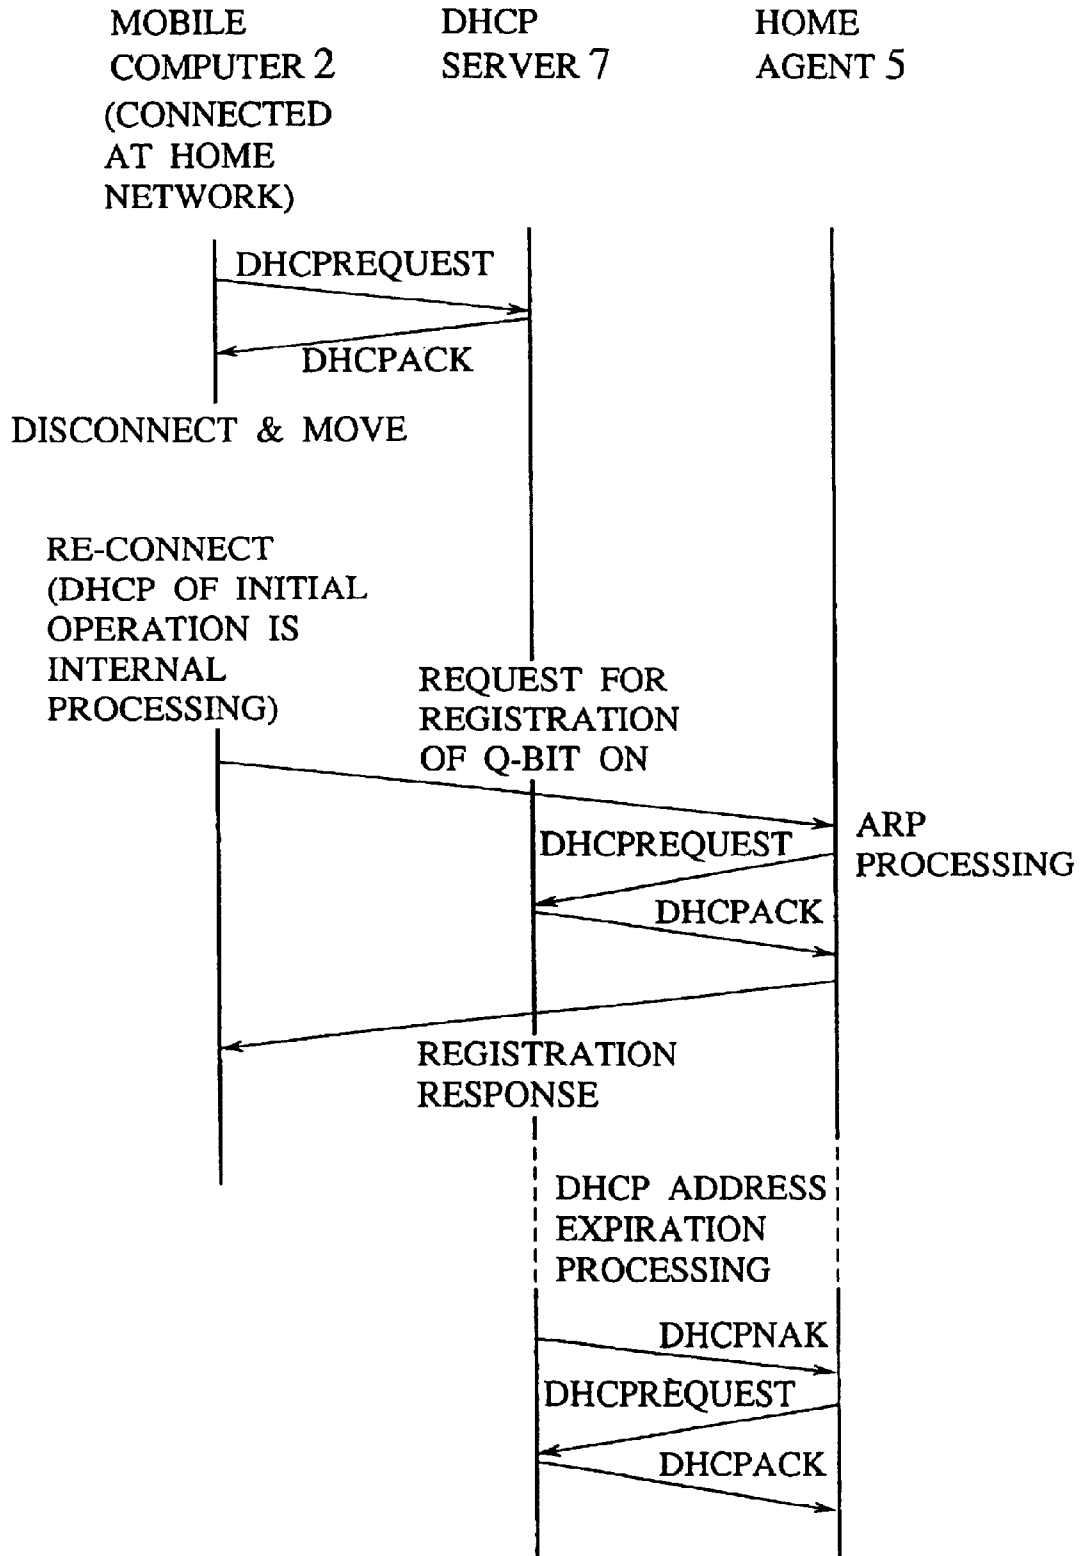 MOBILE
COMPUTER 2
(CONNECTED
AT HOME
NETWORK)
DHCP
SERVER 7
HOME
AGENT 5
DHCPREQUEST
DHCPACK
DISCONNECT & MOVE
RE-CONNECT
(DHCP OF INITIAL
OPERATION IS
INTERNAL
PROCESSING)
REQUEST FOR
REGISTRATION
OF Q-BIT ON
ARP
PROCESSING
DHCPREQUEST
DHCPACK
REGISTRATION
RESPONSE
DHCP ADDRESS
EXPIRATION
PROCESSING
DHCPNAK
DHCPREQUEST
DHCPACK